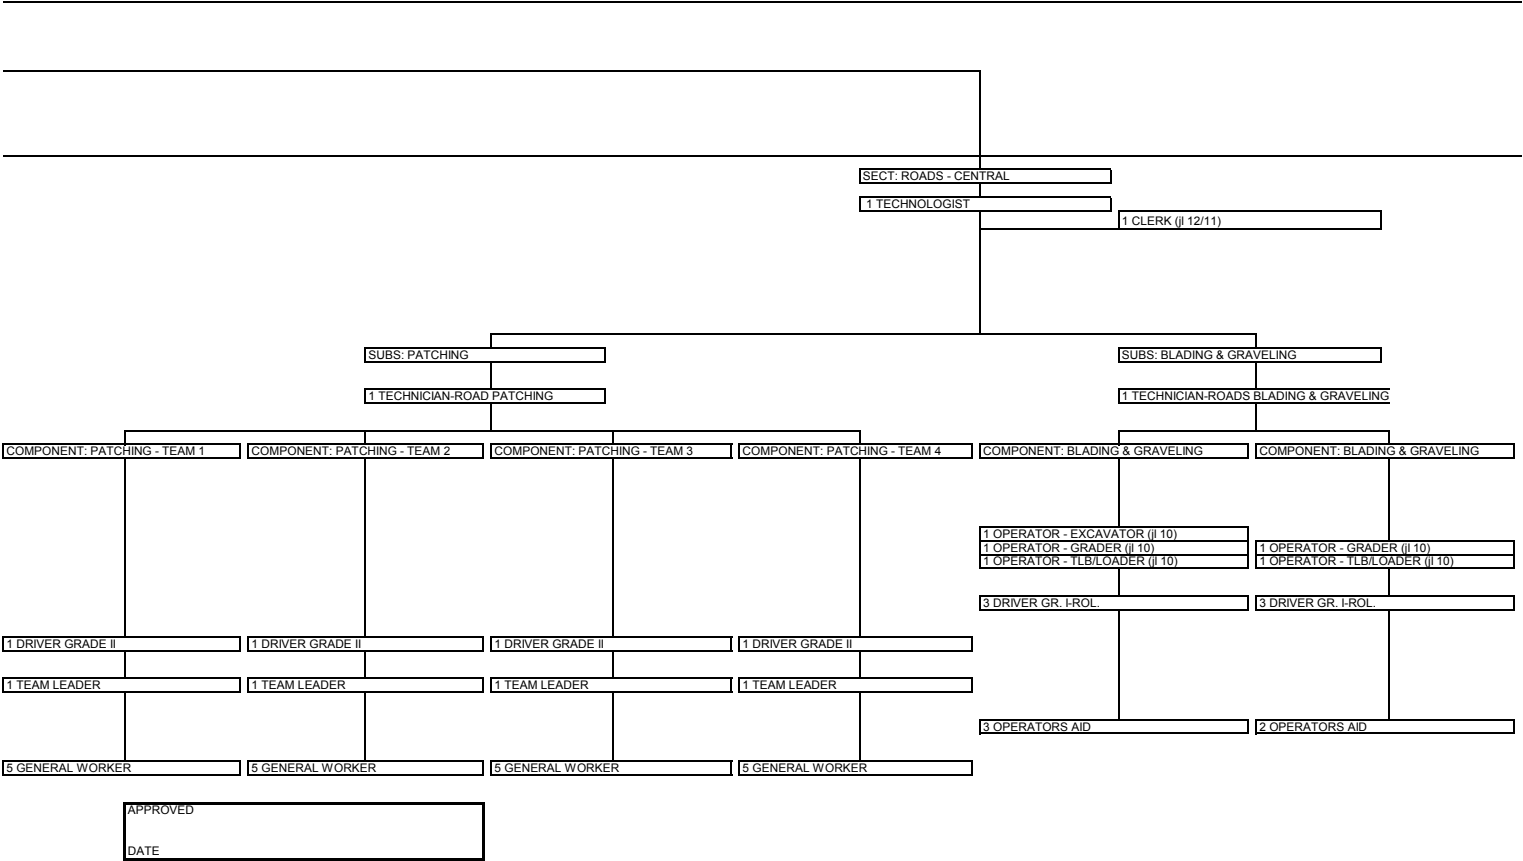 SECT: ROADS - CENTRAL
1 TECHNOLOGIST
1 CLERK (jl 12/11)
SUBS: PATCHING
SUBS: BLADING & GRAVELING
1 TECHNICIAN-ROAD PATCHING
1 TECHNICIAN-ROADS BLADING & GRAVELING
COMPONENT: PATCHING - TEAM 1
COMPONENT: PATCHING - TEAM 2
COMPONENT: PATCHING - TEAM 3
COMPONENT: PATCHING - TEAM 4
COMPONENT: BLADING & GRAVELING
COMPONENT: BLADING & GRAVELING
1 OPERATOR - EXCAVATOR (jl 10)
1 OPERATOR - GRADER (jl 10)
1 OPERATOR - GRADER (jl 10)
1 OPERATOR - TLB/LOADER (jl 10)
1 OPERATOR - TLB/LOADER (jl 10)
3 DRIVER GR. I-ROL.
3 DRIVER GR. I-ROL.
1 DRIVER GRADE II
1 DRIVER GRADE II
1 DRIVER GRADE II
1 DRIVER GRADE II
1 TEAM LEADER
1 TEAM LEADER
1 TEAM LEADER
1 TEAM LEADER
3 OPERATORS AID
2 OPERATORS AID
5 GENERAL WORKER
5 GENERAL WORKER
5 GENERAL WORKER
5 GENERAL WORKER
APPROVED
DATE